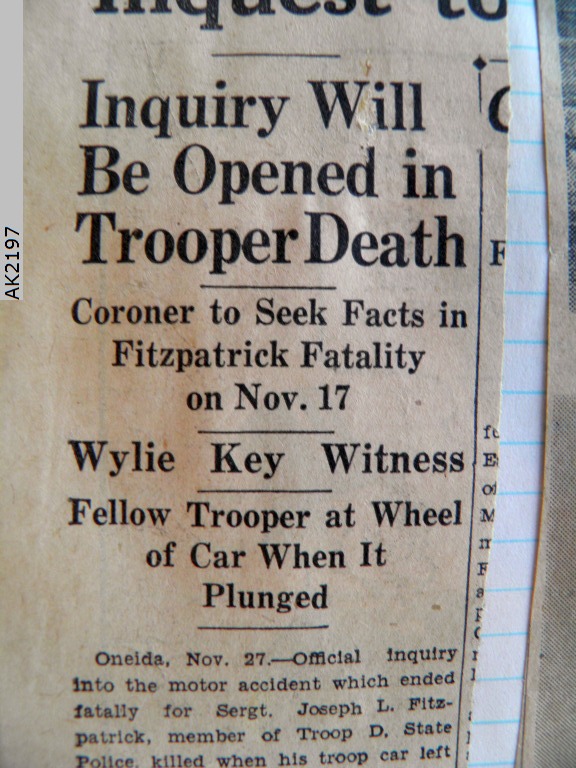 Inquest to
Inquiry Will
Be Opened in
Trooper Death
Coroner to Seek Facts in
Fitzpatrick Fatality
on Nov. 17
Wylie Key Witness
Fellow Trooper at Wheel
of Car When It
Plunged
Oneida, Nov. 27.—Official inquiry
into the motor accident which ended
fatally for Sergt. Joseph L. Fitz-
patrick, member of Troop D, State
Police, killed when his troop car left
AK2197